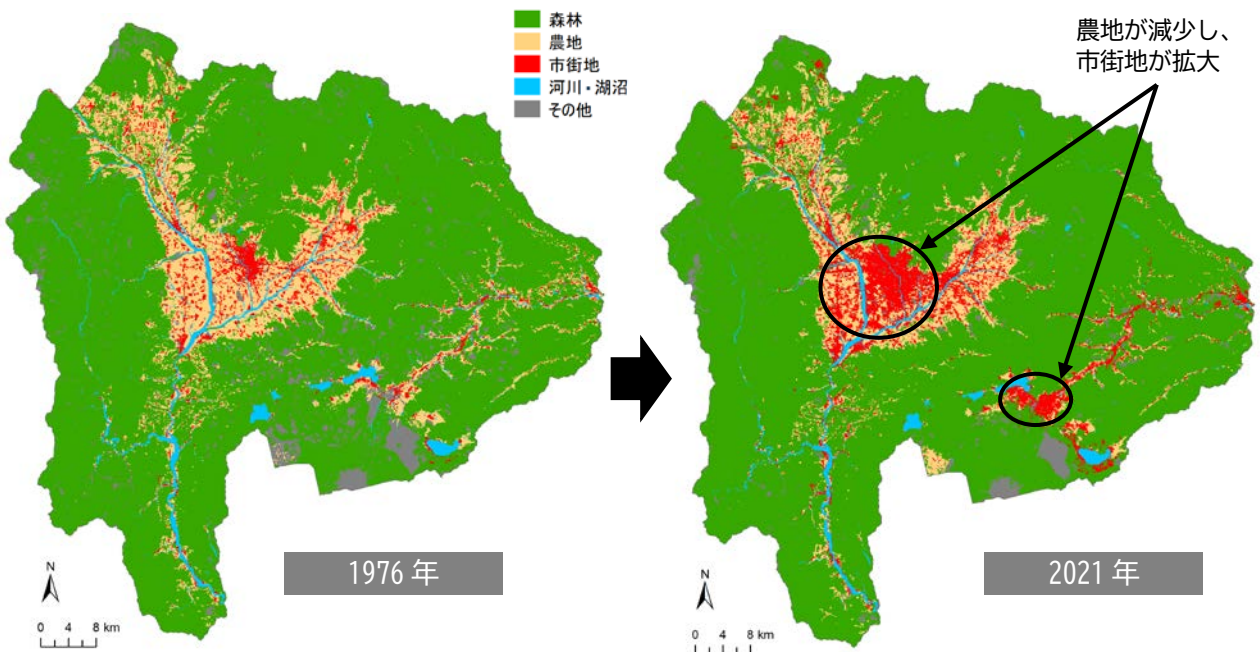 森林
農地
市街地
河川・湖沼
その他
農地が減少し、
市街地が拡大
1976 年
N
0 4 8 km
2021 年
N
0 4 8 km